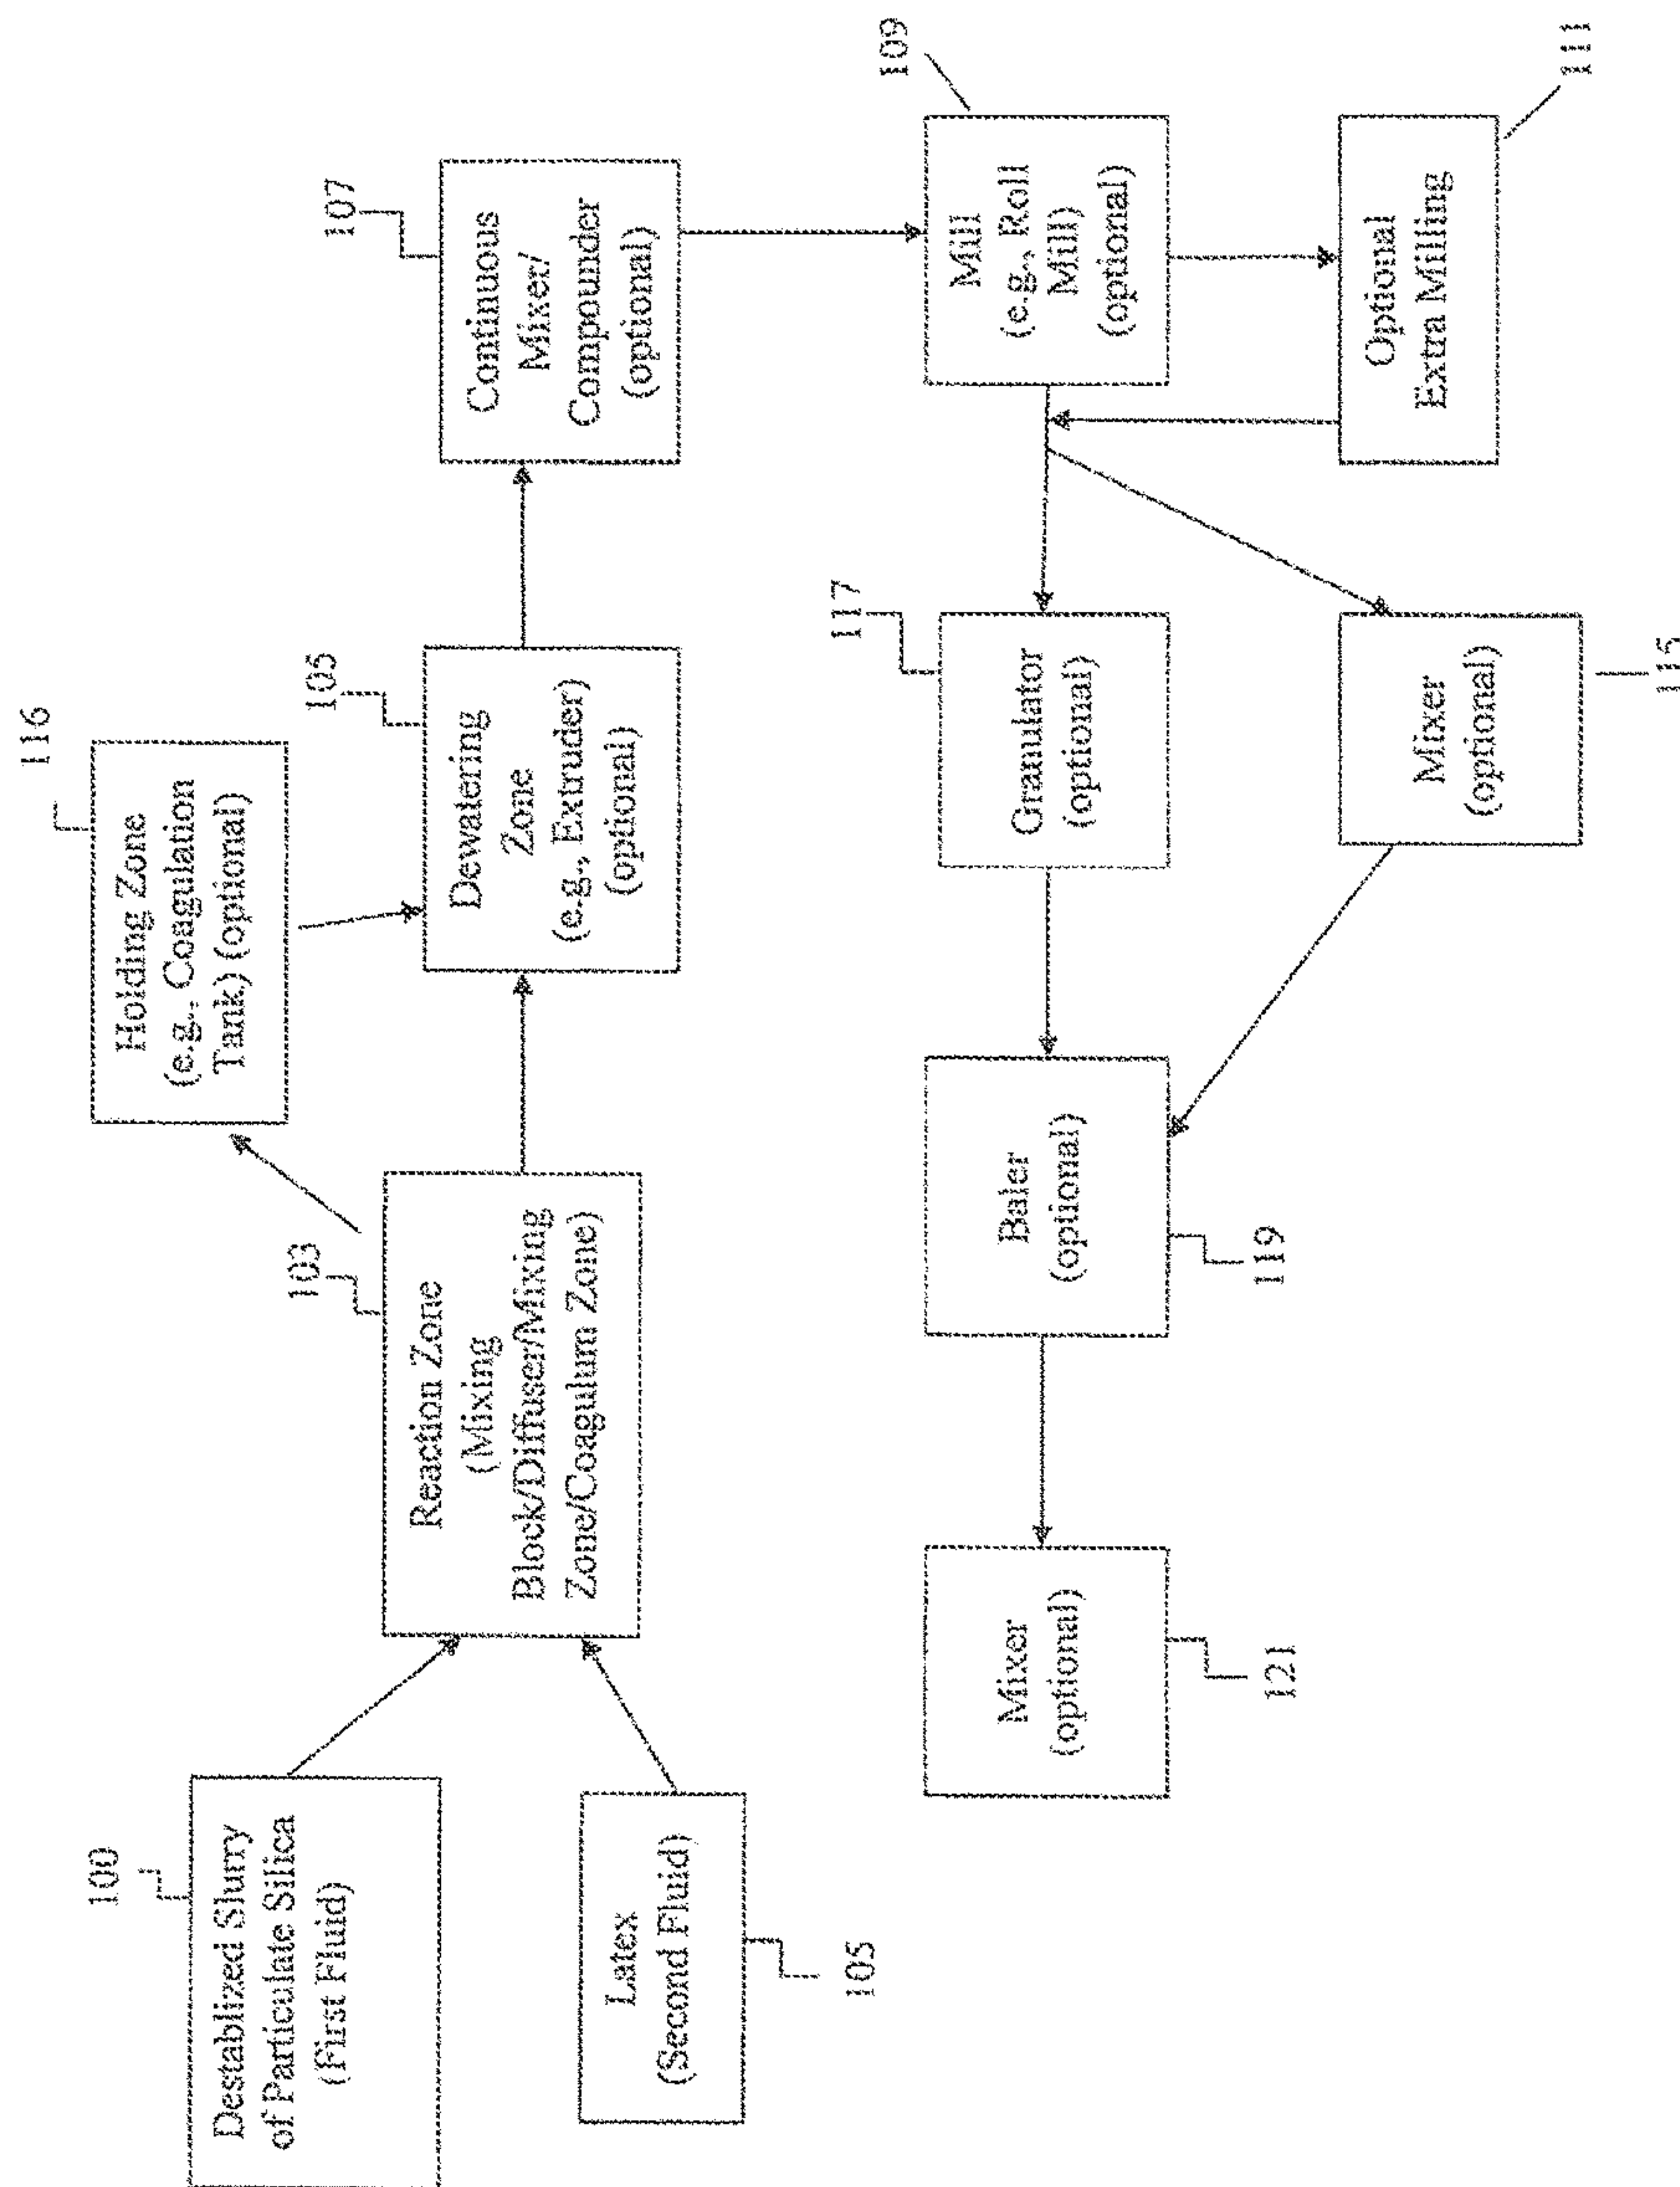 100
Destablized Slurry
of Particulate Silica
(First Fluid)
Latex
(Second Fluid)
105
103
Reaction Zone
(Mixing
Block/Diffuser/Mixing
Zone/Coagulum Zone)
116
Holding Zone
(e.g., Coagulation
Tank) (optional)
105
Dewatering
Zone
(e.g., Extruder)
(optional)
107
Continuous
Mixer/
Compounder
(optional)
109
Mill
(e.g., Roll
Mill)
(optional)
Optional
Extra Milling
111
117
Granulator
(optional)
Mixer
(optional)
115
Baler
(optional)
119
Mixer
(optional)
121